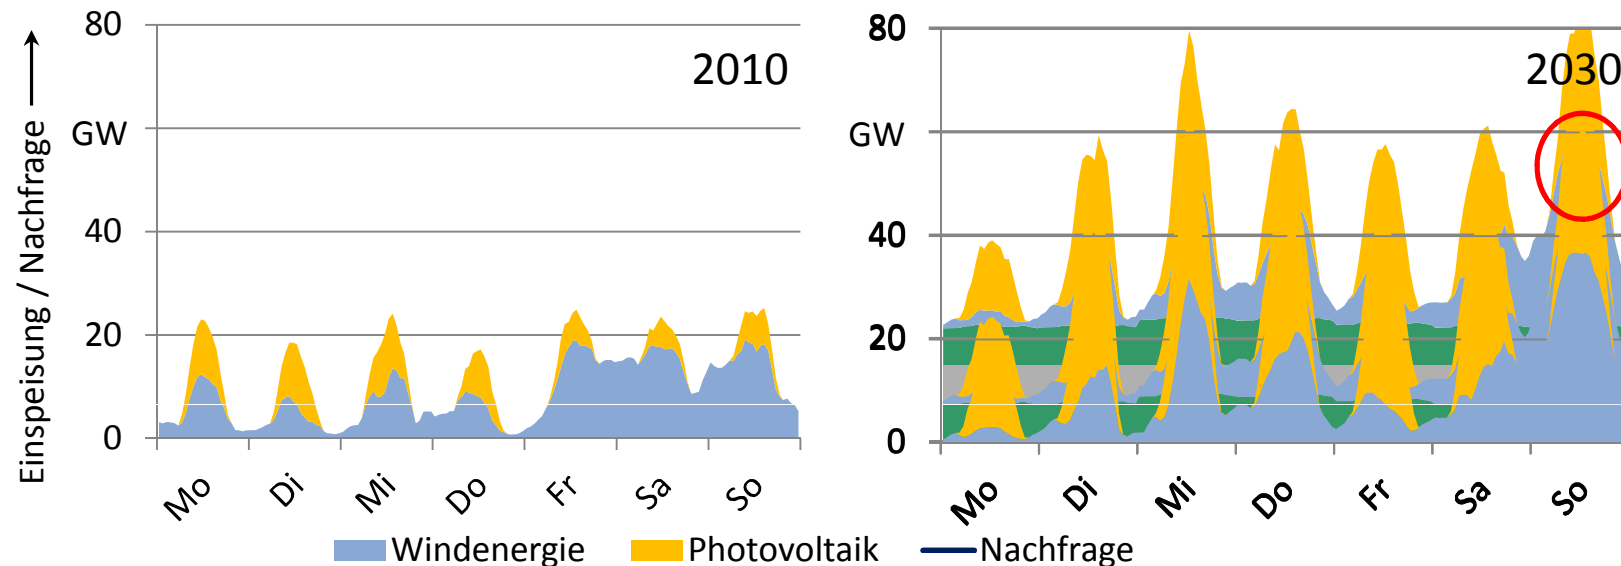 Einspeisung / Nachfrage
80
GW
40
20
0
2010
Mo Di Mi Do Fr Sa So
80
GW
40
20
0
2030
Mo Di Mi Do Fr Sa So
Windenergie Photovoltaik Nachfrage